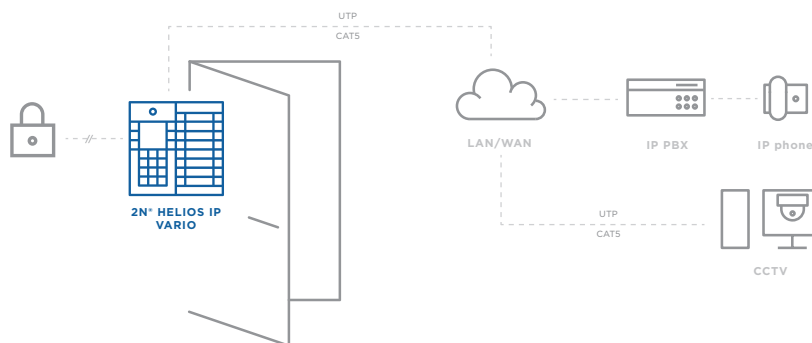 UTP
CAT5
LAN/WAN
IP PBX
IP phone
2N® HELIOS IP
VARIO
UTP
CAT5
CCTV